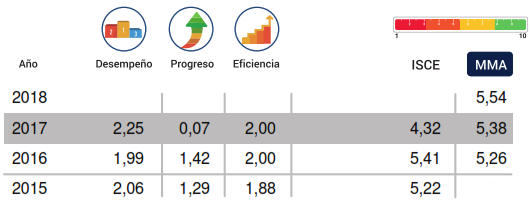 1 10
Año Desempeño Progreso Eficiencia ISCE MMA
2018 5,54
2017 2,25 0,07 2,00 4,32 5,38
2016 1,99 1,42 2,00 5,41 5,26
2015 2,06 1,29 1,88 5,22